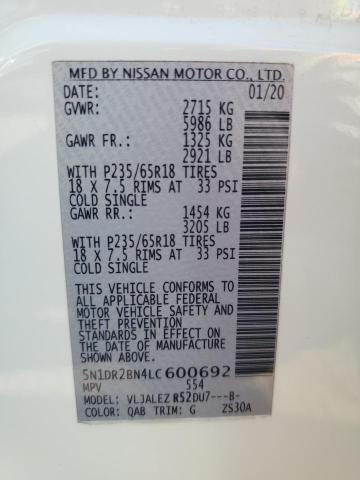 MFD BY NISSAN MOTOR CO., LTD.
01/20
GVWR: 2715 KG
5986 LB
GAWR FR.: 1325 KG
2921 LB
WITH P235/65R18 TIRES
18 X 7.5 RIMS AT 33 PSI
COLD SINGLE
GAWR RR.: 1454 KG
3205 LB
WITH P235/65R18 TIRES
18 X 7.5 RIMS AT 33 PSI
COLD SINGLE
THIS VEHICLE CONFORMS TO
ALL APPLICABLE FEDERAL
MOTOR VEHICLE SAFETY AND
THEFT PREVENTION
STANDARDS IN EFFECT ON
THE DATE OF MANUFACTURE
SHOWN ABOVE.
5N1DR2BN4LC600692
MPV 554
MODEL: VLJALEZ R52DU7---B-
COLOR: QAB TRIM: G ZS30A